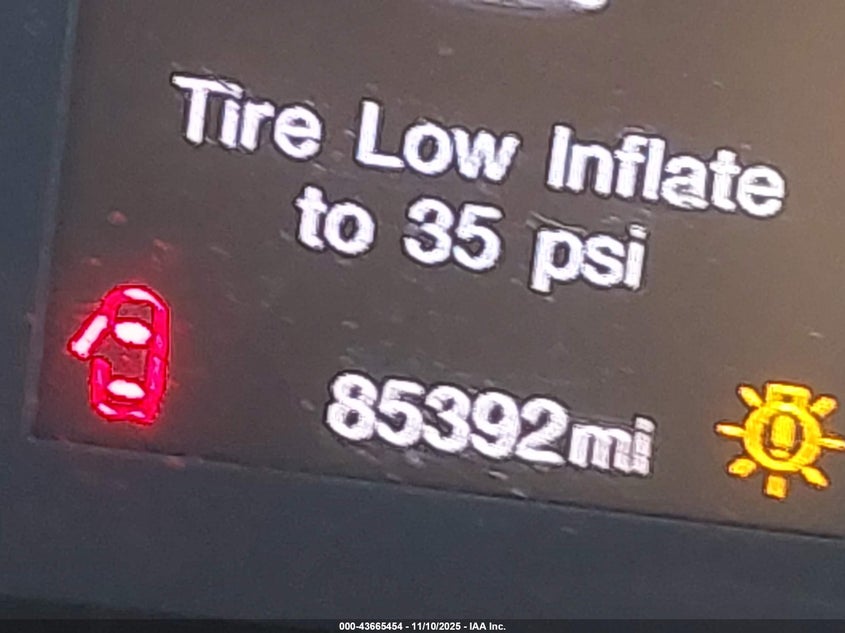 Tire Low Inflate
to 35 psi
85392mi
000-43665454 - 11/10/2025 - IAA Inc.